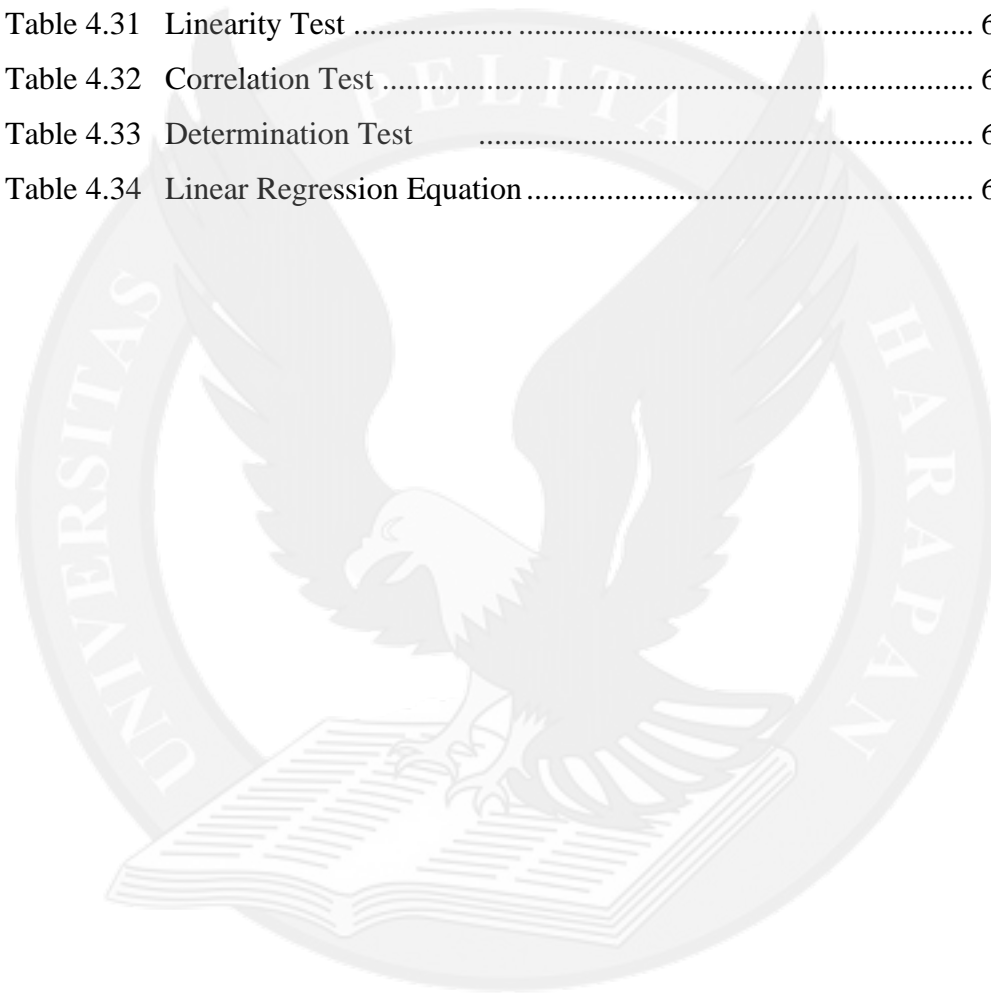 Table 4.31 Linearity Test ................... ........................................................................ 6
Table 4.32 Correlation Test ......................................................................................... 6
Table 4.33 Determination Test ............................................................................. 6
Table 4.34 Linear Regression Equation ....................................................................... 6
UNIVERSITAS PELITA HARAPAN